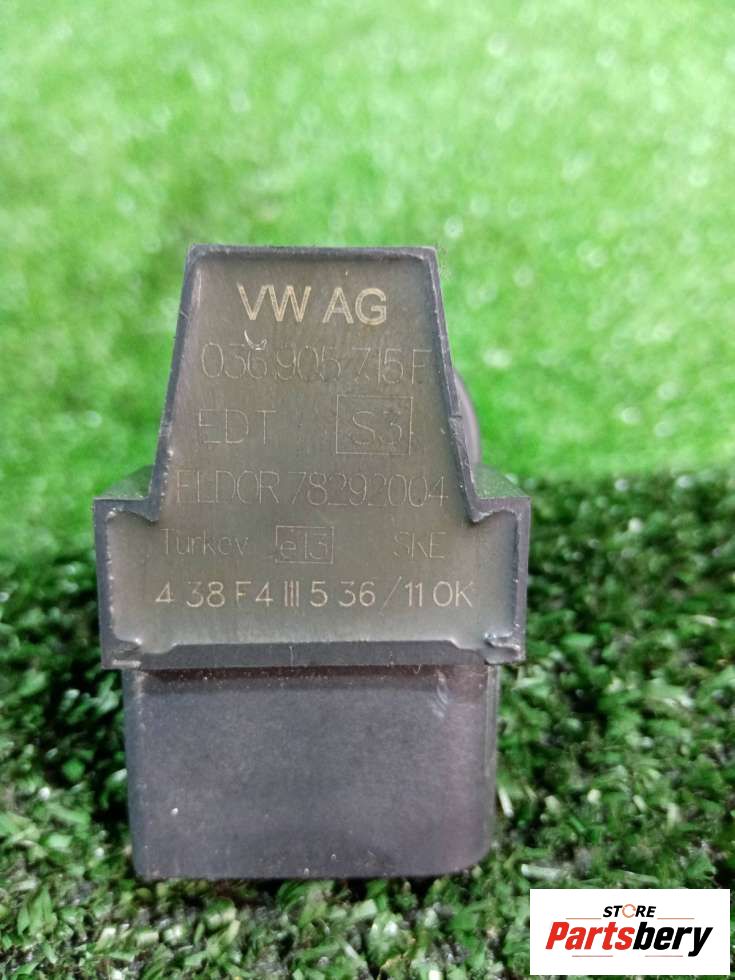 VW AG
036 905 715 F
EDT S3
ELDOR 78292004
Turkey e13 SKE
4 38 F4 III 5 36/11 OK
STORE
Partsbery